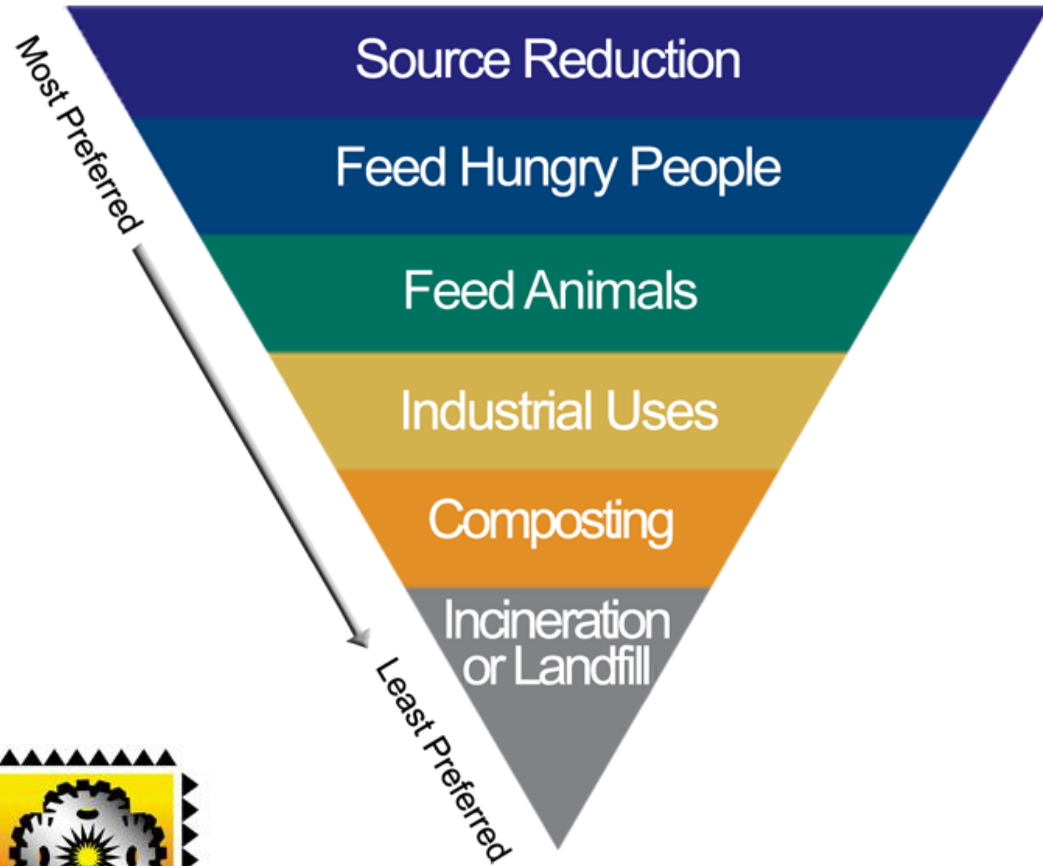 Most Preferred
Source Reduction
Feed Hungry People
Feed Animals
Industrial Uses
Composting
Incineration
or Landfill
Least Preferred